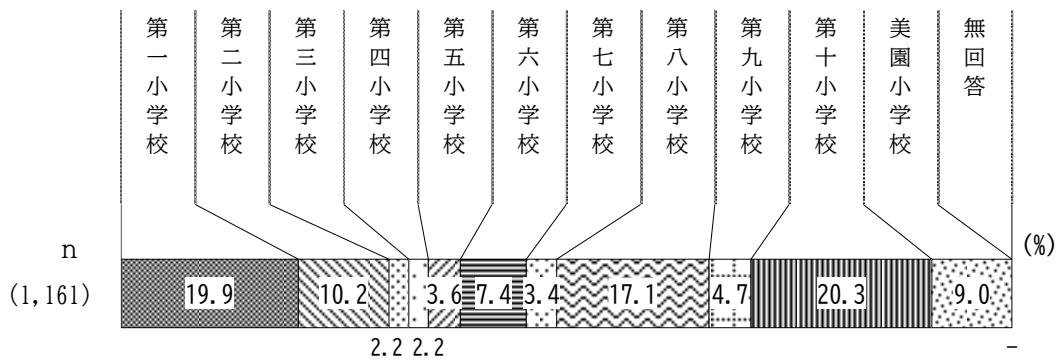 第一小学校
第二小学校
第三小学校
第四小学校
第五小学校
第六小学校
第七小学校
第八小学校
第九小学校
第十小学校
美園小学校
無回答
n
(%)
(1,161)
19.9
10.2
3.6
7.4
3.4
17.1
4.7
20.3
9.0
2.2
2.2
-